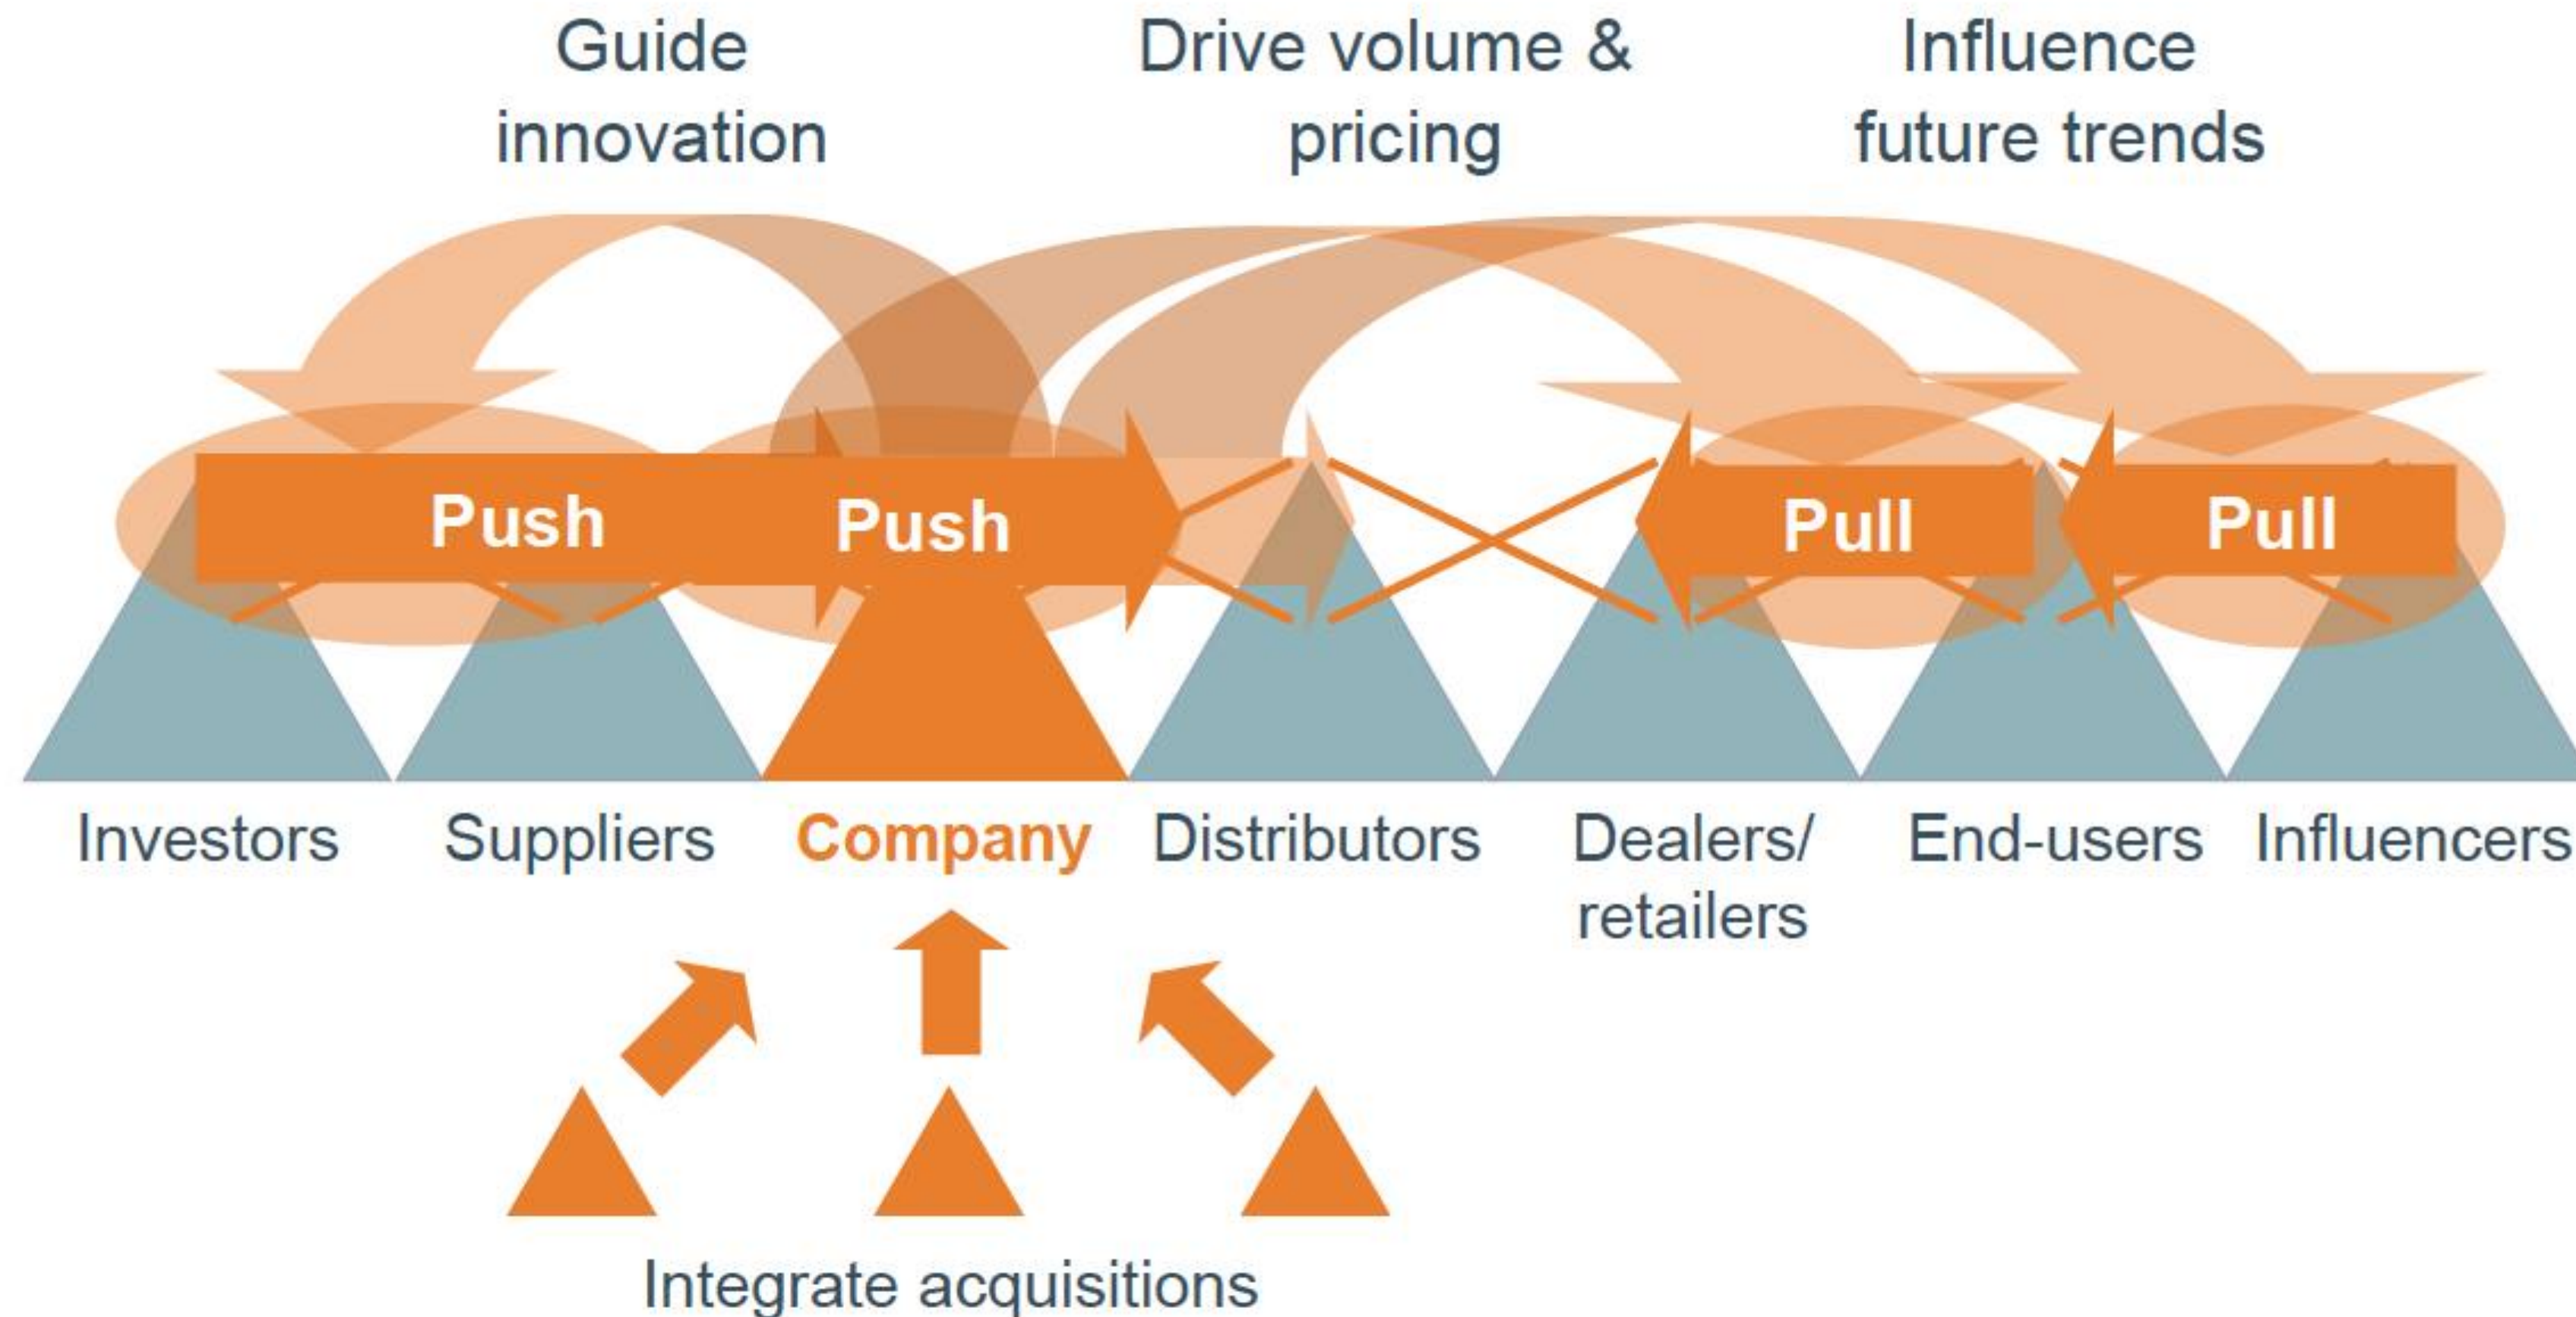 Guide
innovation
Drive volume &
pricing
Influence
future trends
Push
Push
Pull
Pull
Investors
Suppliers
Company
Distributors
Dealers/
retailers
End-users
Influencers
Integrate acquisitions